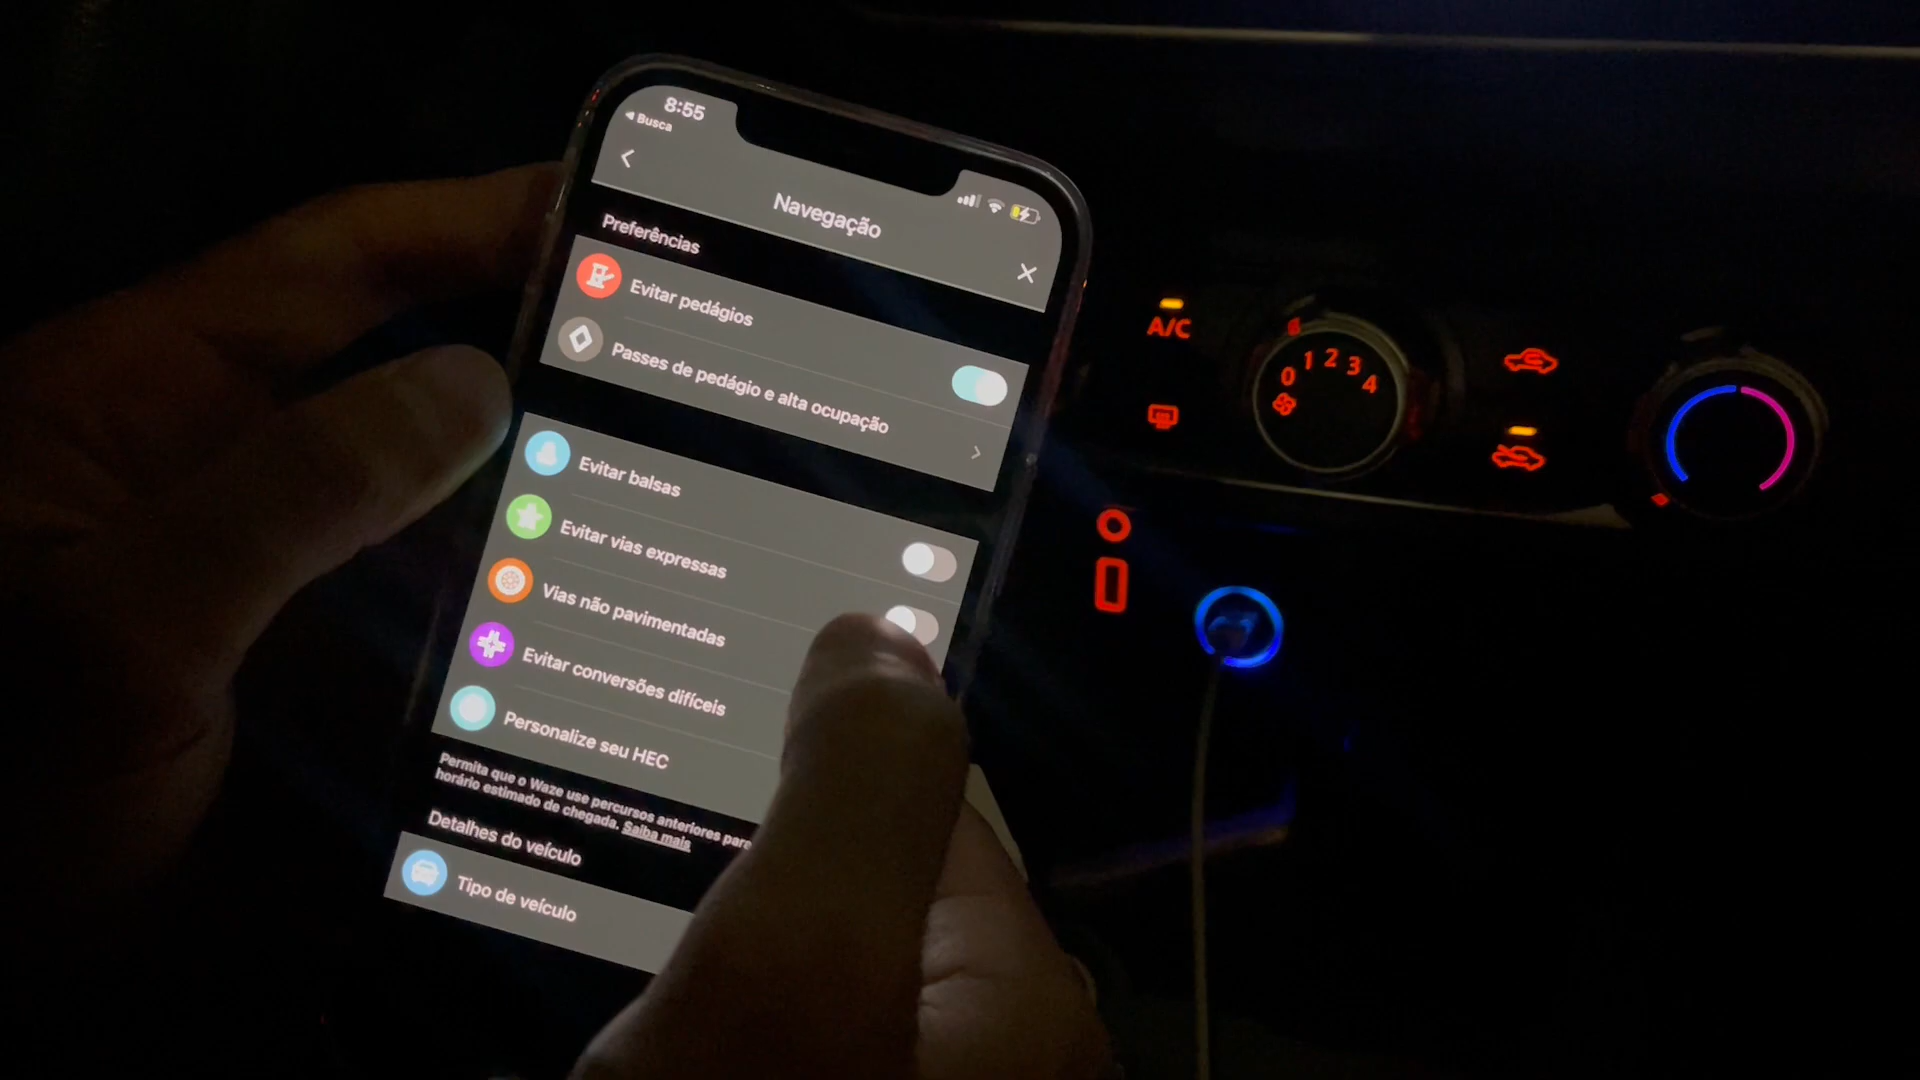 8:55
Busca
Navegação
Preferências
Evitar pedágios
Passes de pedágio e alta ocupação
Evitar balsas
Evitar vias expressas
Vias não pavimentadas
Evitar conversões difíceis
Personalize seu HEC
Permita que o Waze use percursos anteriores para
horário estimado de chegada. Saiba mais
Detalhes do veículo
Tipo de veículo
A/C
0 1 2 3 4